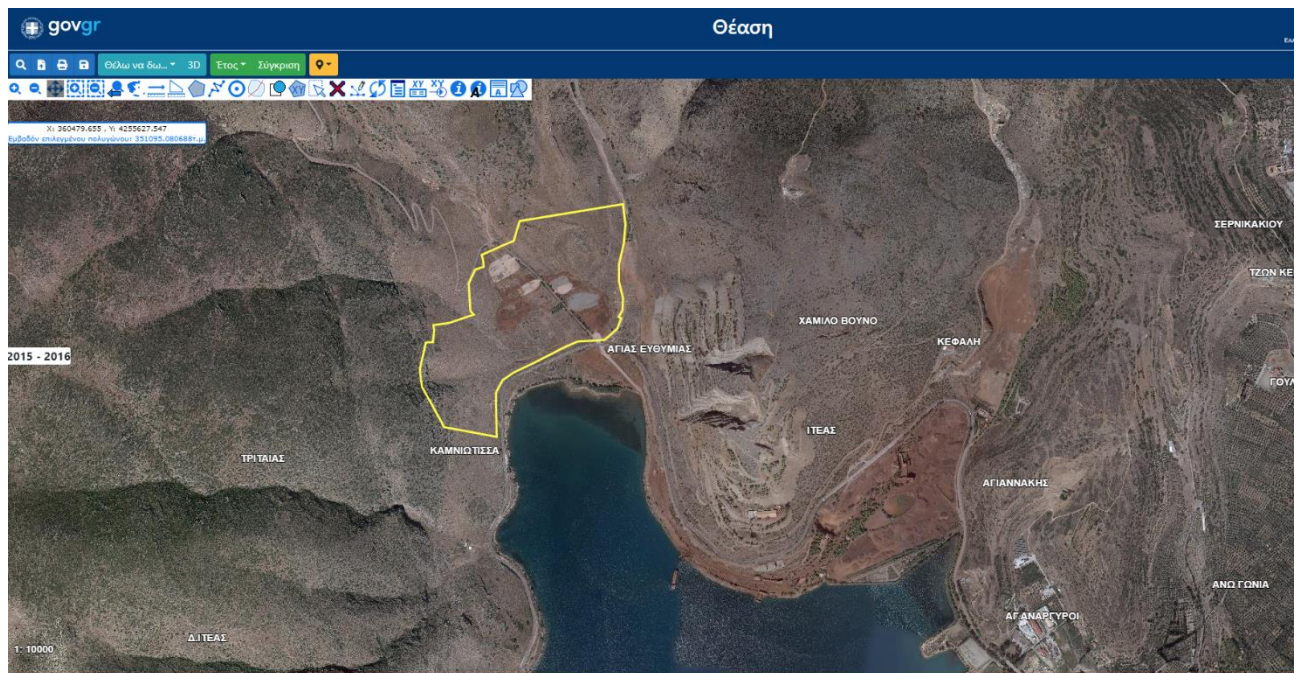 govgr
Θέαση
Θέλω να δω...
3D
Έτος
Σύγκριση
X: 360479.655 , Y: 4255627.547
Εμβαδόν επιλεγμένου πολυγώνου: 351095.080688τ.μ.
ΣΕΡΝΙΚΑΚΙΟΥ
ΤΖΩΝ ΚΕ
ΧΑΜΙΛΟ ΒΟΥΝΟ
ΚΕΦΑΛΗ
ΑΓΙΑΣ ΕΥΘΥΜΙΑΣ
2015 - 2016
ΓΟΥΛ
ΙΤΕΑΣ
ΚΑΜΝΙΩΤΙΣΣΑ
ΤΡΙΤΑΙΑΣ
ΑΓΙΑΝΝΑΚΗΣ
ΑΝΩ ΓΩΝΙΑ
ΑΓ.ΑΝΑΡΓΥΡΟΙ
Δ.ΙΤΕΑΣ
1: 10000